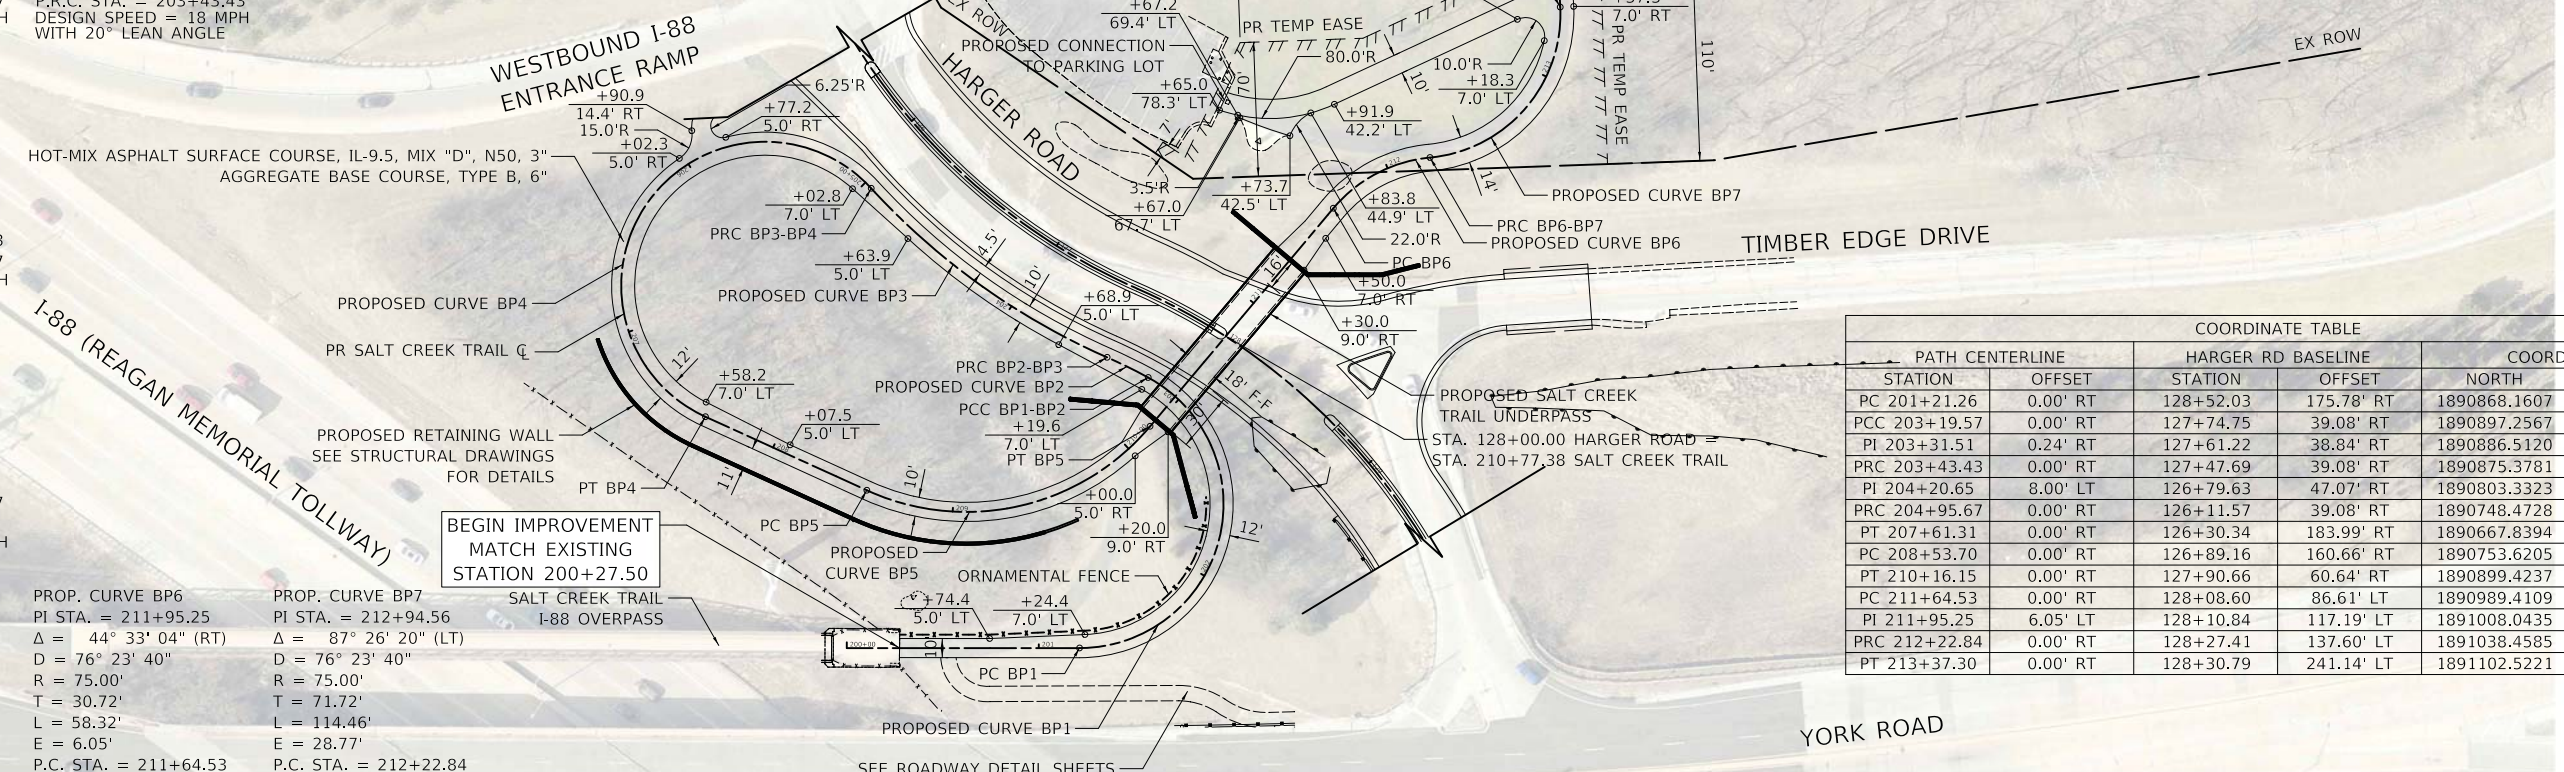 P.R.C. STA. = 203+43.43
DESIGN SPEED = 18 MPH
WITH 20° LEAN ANGLE
WESTBOUND I-88
ENTRANCE RAMP
+90.9
14.4' RT
15.0'R
+02.3
5.0' RT
6.25'R
+77.2
5.0' RT
HOT-MIX ASPHALT SURFACE COURSE, IL-9.5, MIX "D", N50, 3"
AGGREGATE BASE COURSE, TYPE B, 6"
+02.8
7.0' LT
PRC BP3-BP4
+63.9
5.0' LT
PROPOSED CURVE BP3
4.5'
10'
PROPOSED CURVE BP4
PR SALT CREEK TRAIL ℄
I-88 (REAGAN MEMORIAL TOLLWAY)
12'
+58.2
7.0' LT
+07.5
5.0' LT
PROPOSED RETAINING WALL
SEE STRUCTURAL DRAWINGS
FOR DETAILS
PT BP4
11'
10'
PC BP5
PROPOSED
CURVE BP5
BEGIN IMPROVEMENT
MATCH EXISTING
STATION 200+27.50
SALT CREEK TRAIL
I-88 OVERPASS
EX ROW
HARGER ROAD
+67.2
69.4' LT
PROPOSED CONNECTION
TO PARKING LOT
+65.0
78.3' LT
PR TEMP EASE
70'
80.0'R
10'
10.0'R
+18.3
7.0' LT
7.0' RT
PR TEMP EASE
110'
EX ROW
+91.9
42.2' LT
3.5'R
+67.0
67.7' LT
+73.7
42.5' LT
+83.8
44.9' LT
22.0'R
PC BP6
+50.0
7.0' RT
+30.0
9.0' RT
14'
PROPOSED CURVE BP7
PRC BP6-BP7
PROPOSED CURVE BP6
TIMBER EDGE DRIVE
16'
+68.9
5.0' LT
PRC BP2-BP3
PROPOSED CURVE BP2
PCC BP1-BP2
+19.6
7.0' LT
PT BP5
18' F-F
PROPOSED SALT CREEK
TRAIL UNDERPASS
STA. 128+00.00 HARGER ROAD =
STA. 210+77.38 SALT CREEK TRAIL
+00.0
5.0' RT
+20.0
9.0' RT
12'
ORNAMENTAL FENCE
+74.4
5.0' LT
+24.4
7.0' LT
200+00
201
10'
PC BP1
PROPOSED CURVE BP1
SEE ROADWAY DETAIL SHEETS
YORK ROAD
PROP. CURVE BP6
PI STA. = 211+95.25
Δ = 44° 33' 04" (RT)
D = 76° 23' 40"
R = 75.00'
T = 30.72'
L = 58.32'
E = 6.05'
P.C. STA. = 211+64.53
PROP. CURVE BP7
PI STA. = 212+94.56
Δ = 87° 26' 20" (LT)
D = 76° 23' 40"
R = 75.00'
T = 71.72'
L = 114.46'
E = 28.77'
P.C. STA. = 212+22.84
COORDINATE TABLE
PATH CENTERLINE HARGER RD BASELINE COORD
STATION OFFSET STATION OFFSET NORTH
PC 201+21.26 0.00' RT 128+52.03 175.78' RT 1890868.1607
PCC 203+19.57 0.00' RT 127+74.75 39.08' RT 1890897.2567
PI 203+31.51 0.24' RT 127+61.22 38.84' RT 1890886.5120
PRC 203+43.43 0.00' RT 127+47.69 39.08' RT 1890875.3781
PI 204+20.65 8.00' LT 126+79.63 47.07' RT 1890803.3323
PRC 204+95.67 0.00' RT 126+11.57 39.08' RT 1890748.4728
PT 207+61.31 0.00' RT 126+30.34 183.99' RT 1890667.8394
PC 208+53.70 0.00' RT 126+89.16 160.66' RT 1890753.6205
PT 210+16.15 0.00' RT 127+90.66 60.64' RT 1890899.4237
PC 211+64.53 0.00' RT 128+08.60 86.61' LT 1890989.4109
PI 211+95.25 6.05' LT 128+10.84 117.19' LT 1891008.0435
PRC 212+22.84 0.00' RT 128+27.41 137.60' LT 1891038.4585
PT 213+37.30 0.00' RT 128+30.79 241.14' LT 1891102.5221